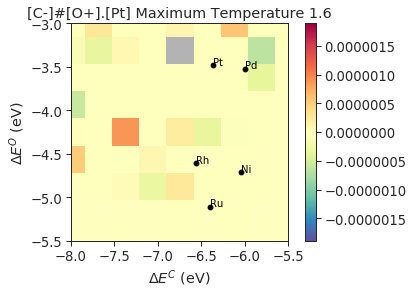 [C-]#[O+].[Pt] Maximum Temperature 1.6
−3.0
−3.5
−4.0
−4.5
−5.0
−5.5
ΔE^O (eV)
Pt
Pd
Rh
Ni
Ru
−8.0 −7.5 −7.0 −6.5 −6.0 −5.5
ΔE^C (eV)
0.0000015
0.0000010
0.0000005
0.0000000
−0.0000005
−0.0000010
−0.0000015